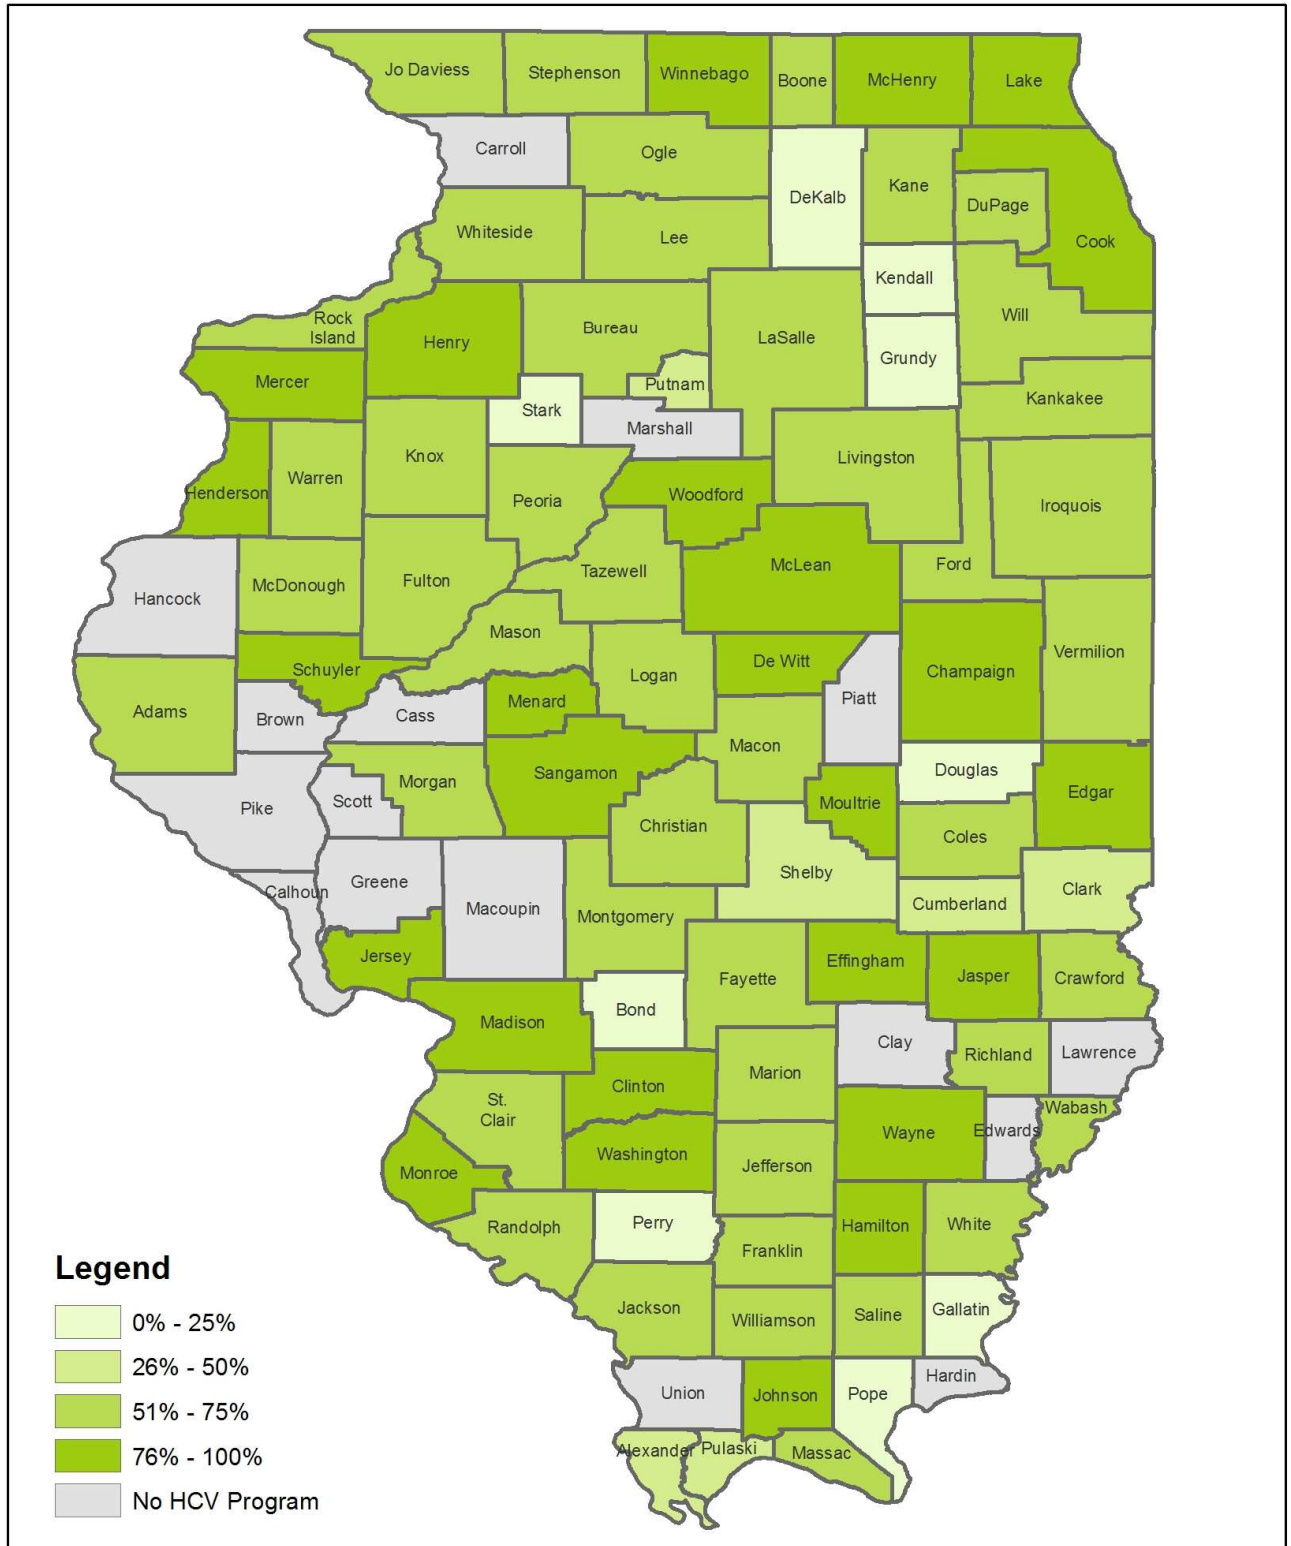 Jo Daviess
Stephenson
Winnebago
Boone
McHenry
Lake
Carroll
Ogle
DeKalb
Kane
DuPage
Cook
Whiteside
Lee
Kendall
Rock
Island
Henry
Bureau
LaSalle
Will
Grundy
Mercer
Putnam
Kankakee
Stark
Marshall
Henderson
Warren
Knox
Peoria
Woodford
Livingston
Iroquois
Hancock
McDonough
Fulton
Tazewell
McLean
Ford
Mason
Schuyler
Logan
De Witt
Champaign
Vermilion
Adams
Brown
Cass
Menard
Piatt
Macon
Pike
Scott
Morgan
Sangamon
Douglas
Edgar
Moultrie
Christian
Coles
Shelby
Calhoun
Greene
Macoupin
Montgomery
Cumberland
Clark
Jersey
Fayette
Effingham
Jasper
Crawford
Madison
Bond
Clay
Richland
Lawrence
Clinton
Marion
St.
Clair
Wabash
Wayne
Edwards
Washington
Monroe
Jefferson
Randolph
Perry
Franklin
Hamilton
White
Jackson
Williamson
Saline
Gallatin
Union
Johnson
Pope
Hardin
Alexander
Pulaski
Massac
Legend
0% - 25%
26% - 50%
51% - 75%
76% - 100%
No HCV Program